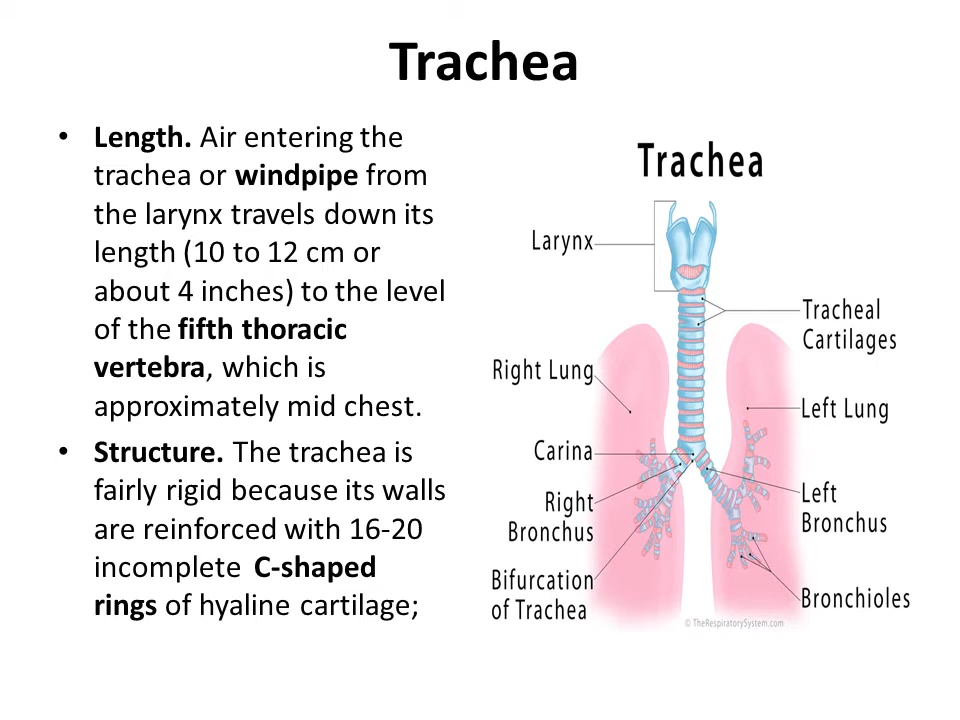 Trachea
• Length. Air entering the
trachea or windpipe from
the larynx travels down its
length (10 to 12 cm or
about 4 inches) to the level
of the fifth thoracic
vertebra, which is
approximately mid chest.
• Structure. The trachea is
fairly rigid because its walls
are reinforced with 16-20
incomplete C-shaped
rings of hyaline cartilage;
Trachea
Larynx
Tracheal
Cartilages
Right Lung
Left Lung
Carina
Right
Bronchus
Left
Bronchus
Bifurcation
of Trachea
Bronchioles
© TheRespiratorySystem.com